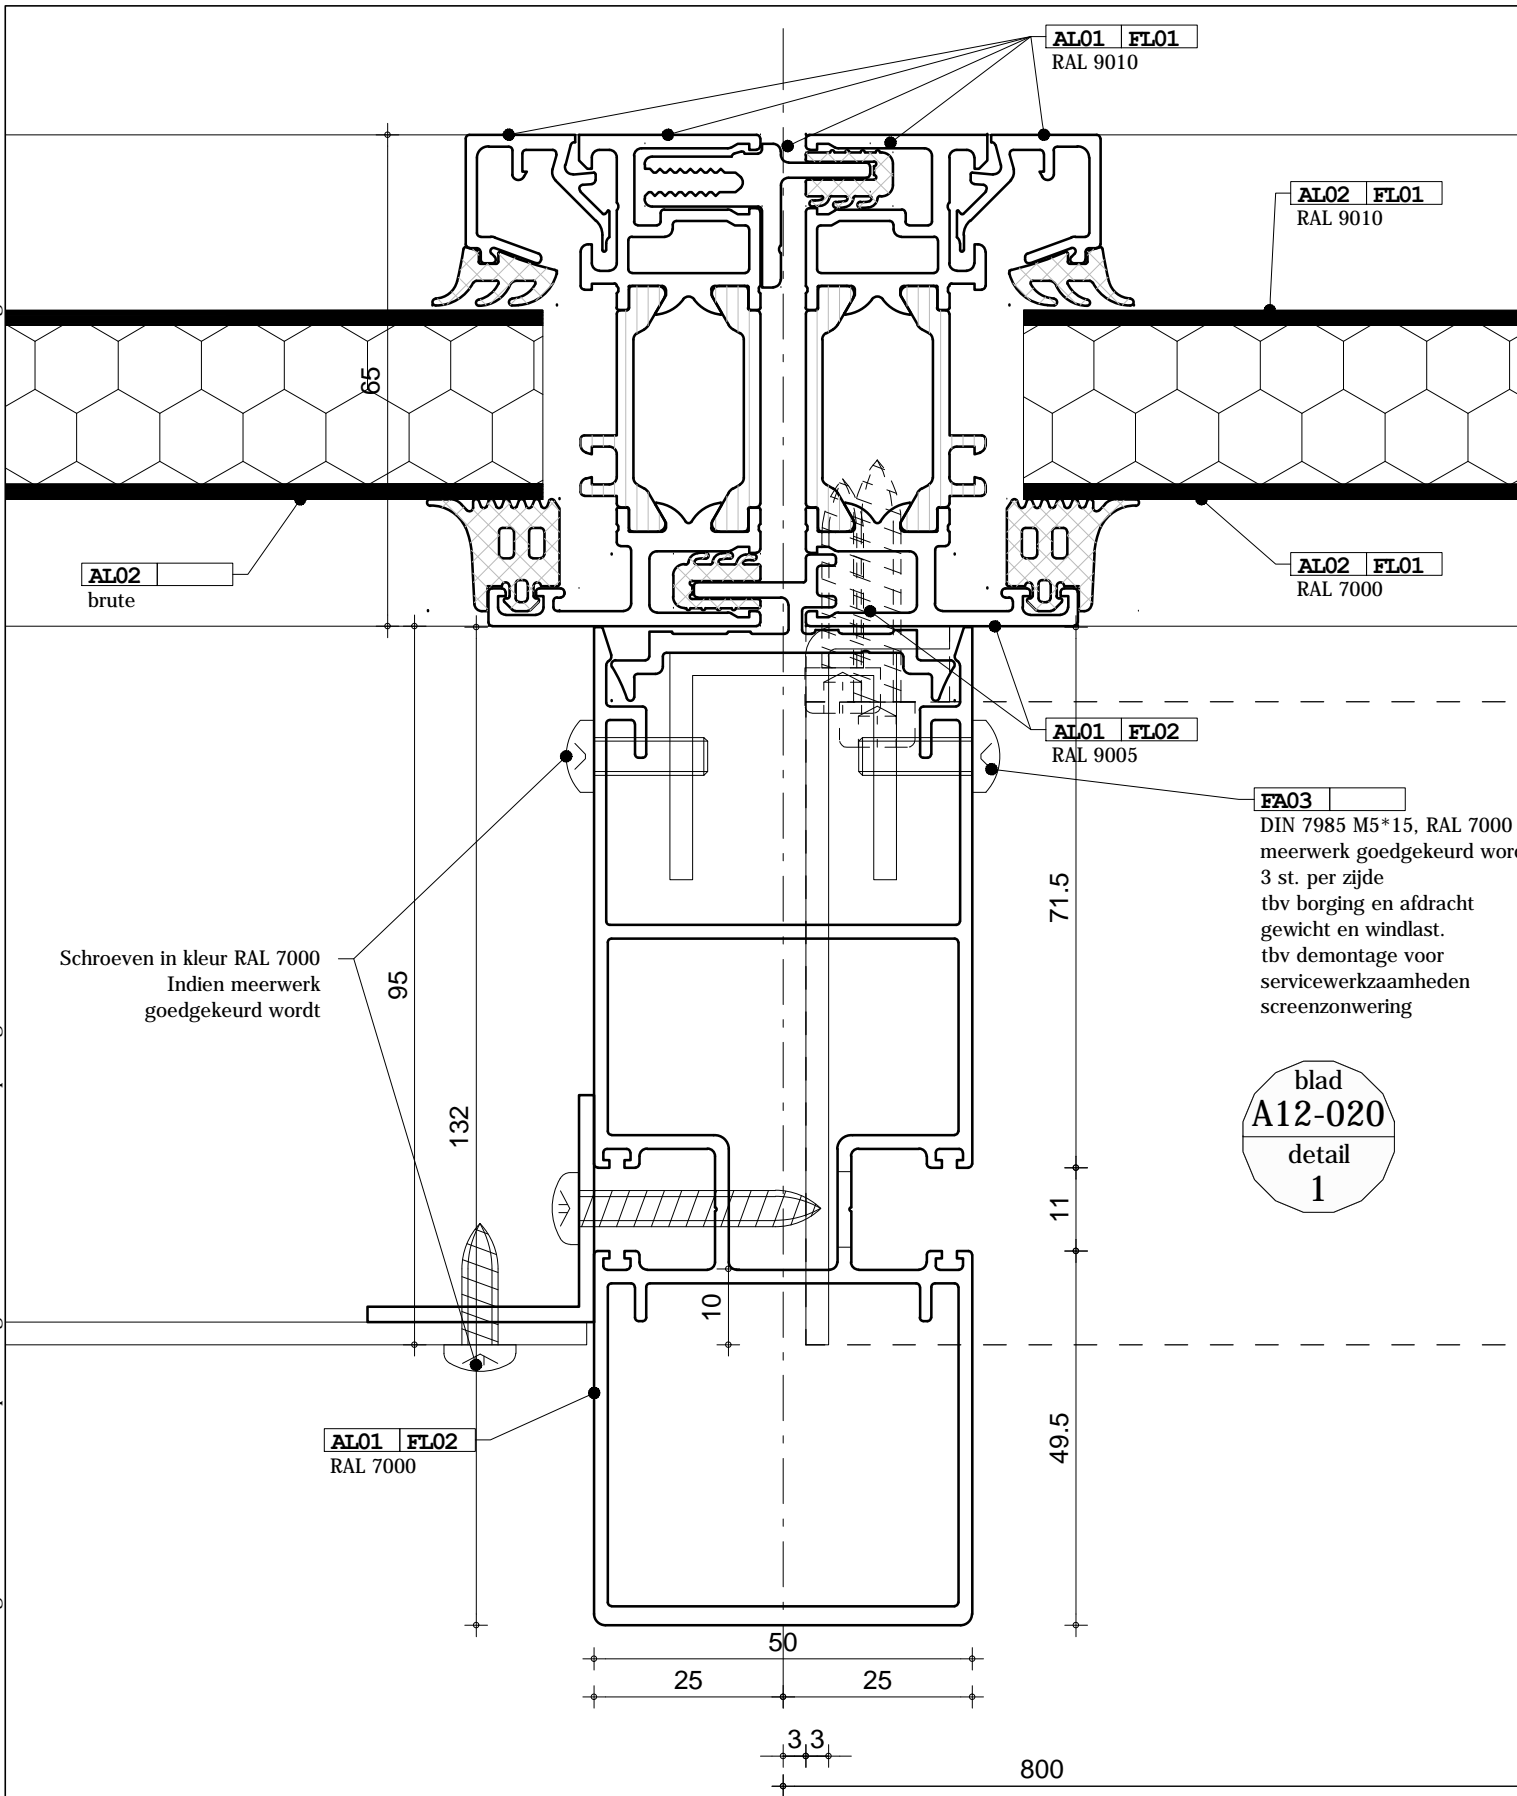 AL01 FL01
RAL 9010
AL02 FL01
RAL 9010
65
AL02
brute
AL02 FL01
RAL 7000
AL01 FL02
RAL 9005
FA03
DIN 7985 M5*15, RAL 7000
meerwerk goedgekeurd word
3 st. per zijde
tbv borging en afdracht
gewicht en windlast.
tbv demontage voor
servicewerkzaamheden
screenzonwering
71.5
Schroeven in kleur RAL 7000
Indien meerwerk
goedgekeurd wordt
95
132
blad
A12-020
detail
1
11
10
49.5
AL01 FL02
RAL 7000
50
25
25
3
3
800